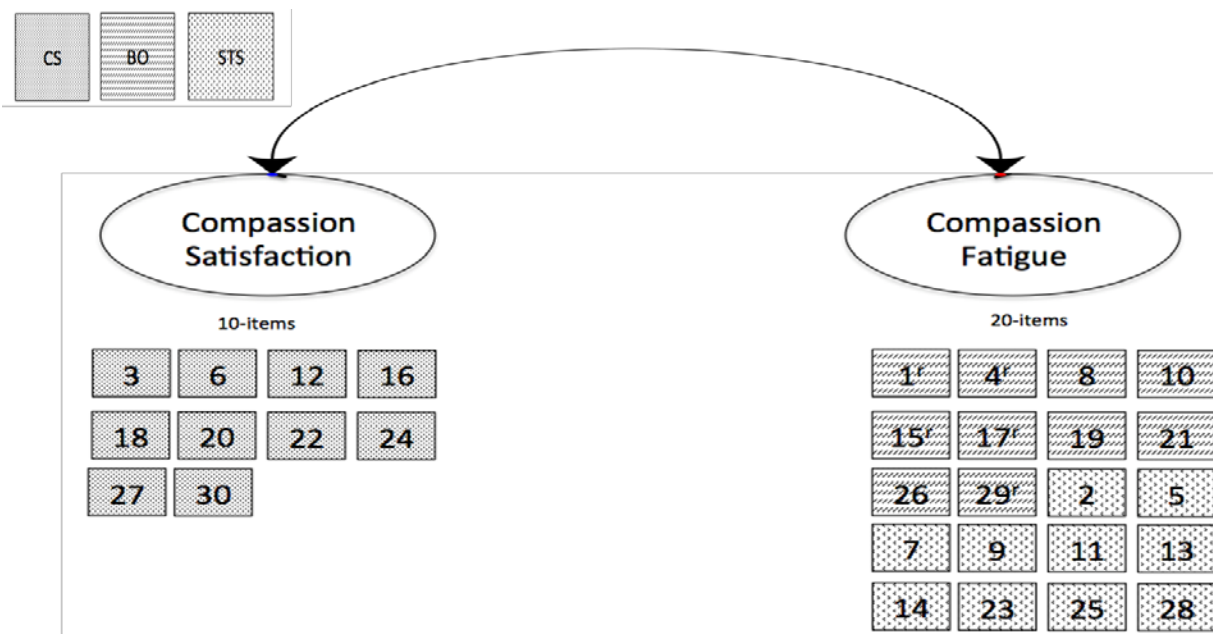 CS BO STS
Compassion
Satisfaction
10-items
3 6 12 16
18 20 22 24
27 30
Compassion
Fatigue
20-items
1ʳ 4ʳ 8 10
15ʳ 17ʳ 19 21
26 29ʳ 2 5
7 9 11 13
14 23 25 28